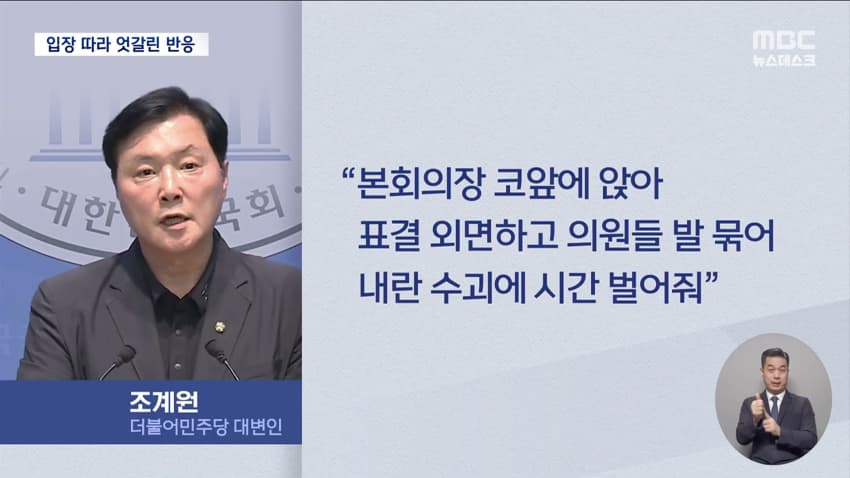 입장 따라 엇갈린 반응
MBC
뉴스데스크
“본회의장 코앞에 앉아
표결 외면하고 의원들 발 묶어
내란 수괴에 시간 벌어줘”
대한
국회
조계원
더불어민주당 대변인